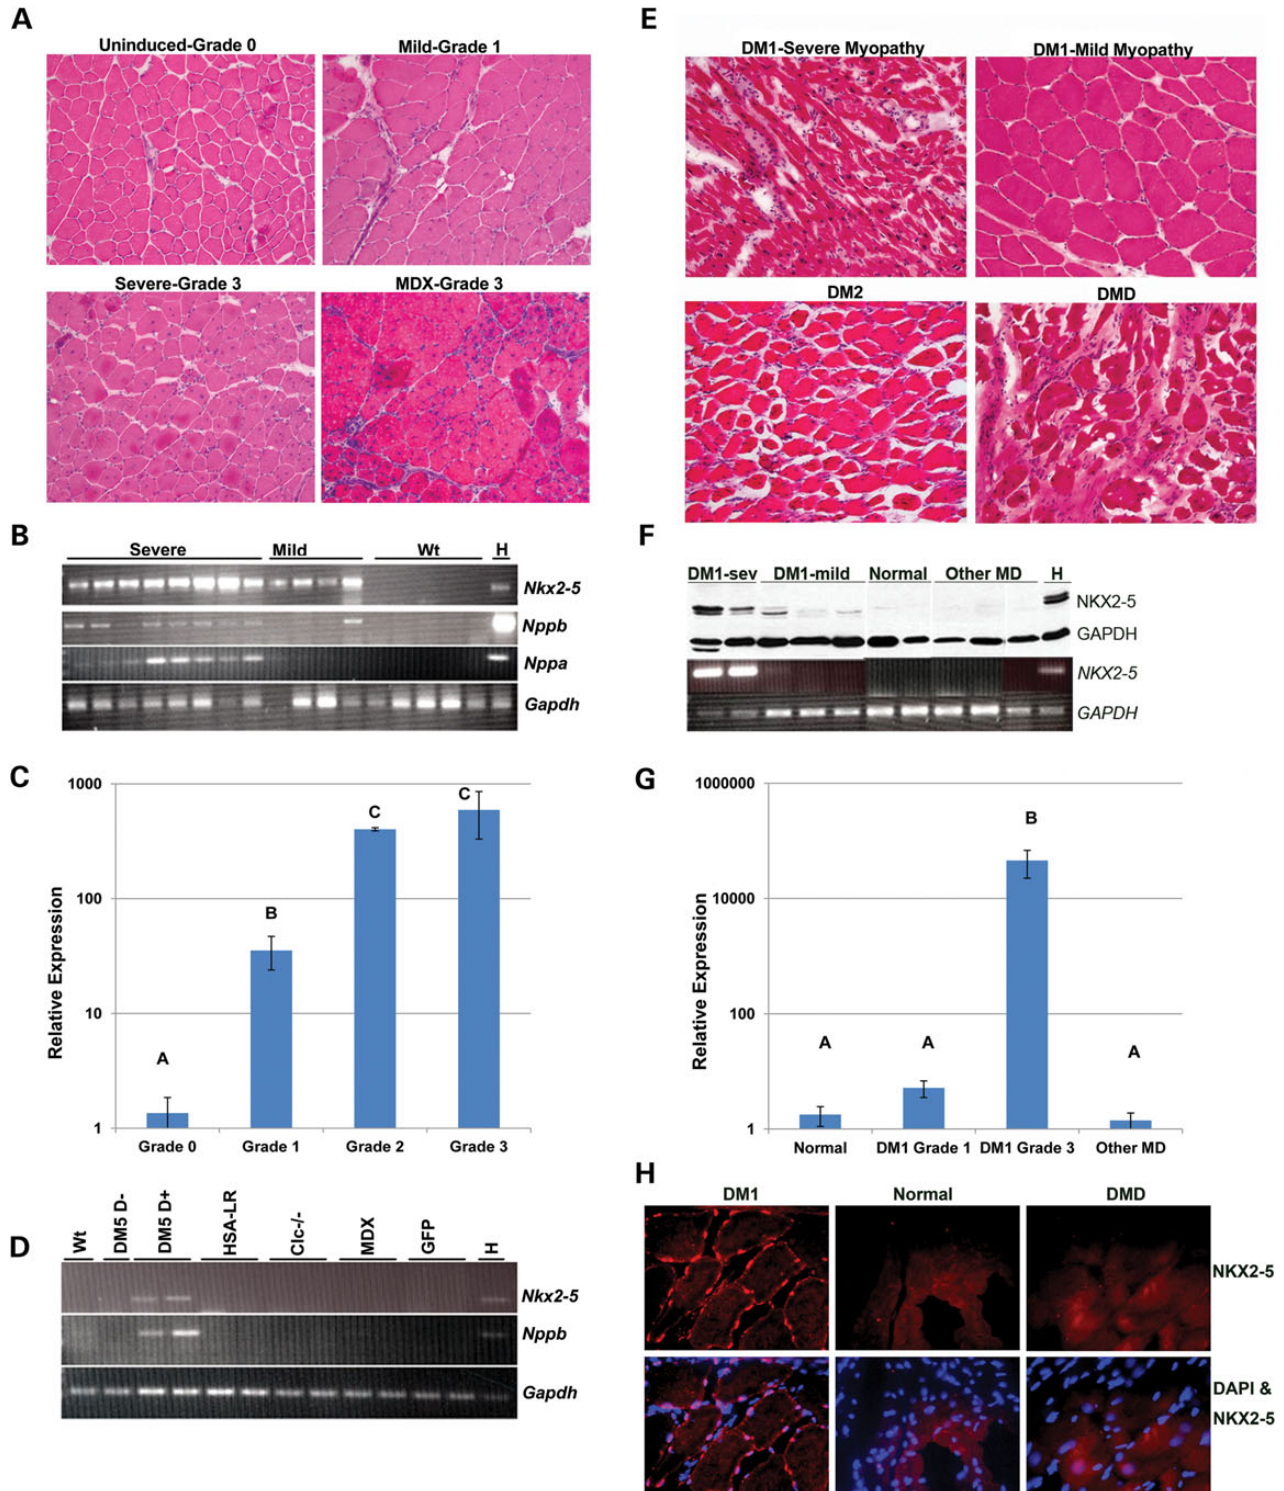 A
Uninduced-Grade 0
Mild-Grade 1
Severe-Grade 3
MDX-Grade 3
B
Severe
Mild
Wt
H
Nkx2-5
Nppb
Nppa
Gapdh
C
Relative Expression
1000
100
10
1
A
B
C
C
Grade 0
Grade 1
Grade 2
Grade 3
D
Wt
DM5 D-
DM5 D+
HSA-LR
Clc-/-
MDX
GFP
H
Nkx2-5
Nppb
Gapdh
E
DM1-Severe Myopathy
DM1-Mild Myopathy
DM2
DMD
F
DM1-sev
DM1-mild
Normal
Other MD
H
NKX2-5
GAPDH
NKX2-5
GAPDH
G
Relative Expression
1000000
10000
100
1
A
A
B
A
Normal
DM1 Grade 1
DM1 Grade 3
Other MD
H
DM1
Normal
DMD
NKX2-5
DAPI &
NKX2-5